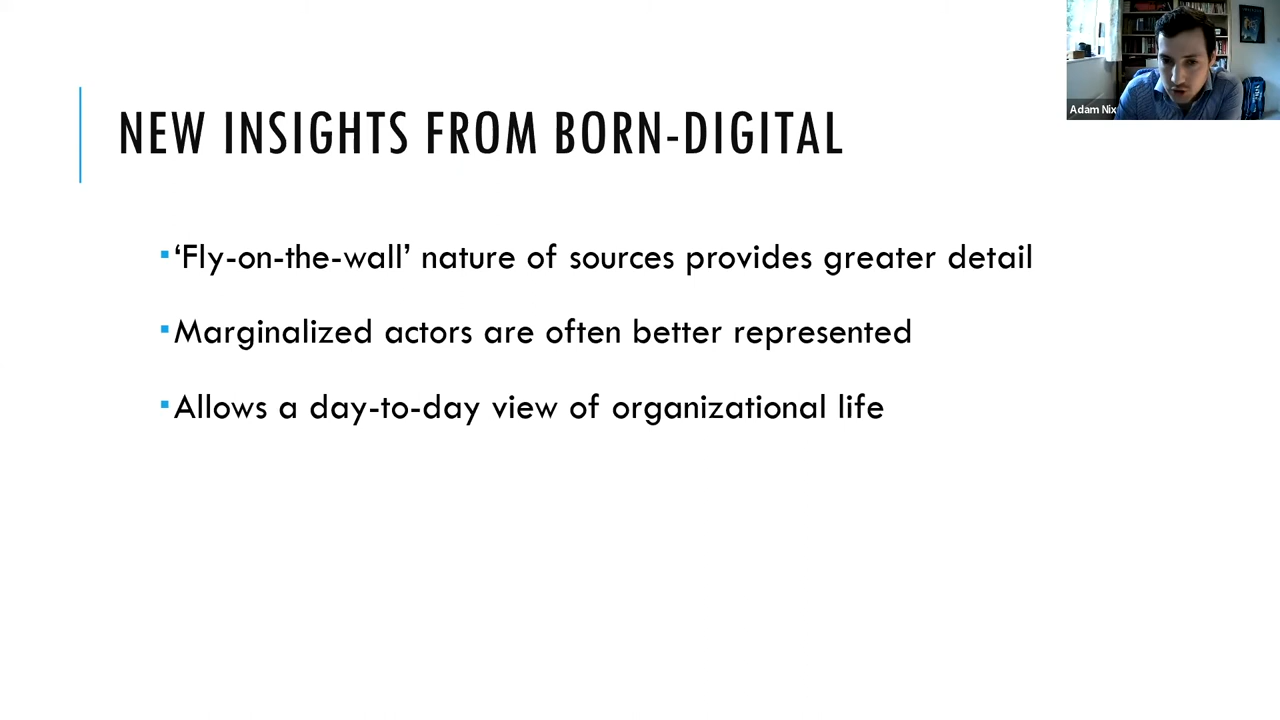 NEW INSIGHTS FROM BORN-DIGITAL
▪‘Fly-on-the-wall’ nature of sources provides greater detail
▪Marginalized actors are often better represented
▪Allows a day-to-day view of organizational life
Adam Nix